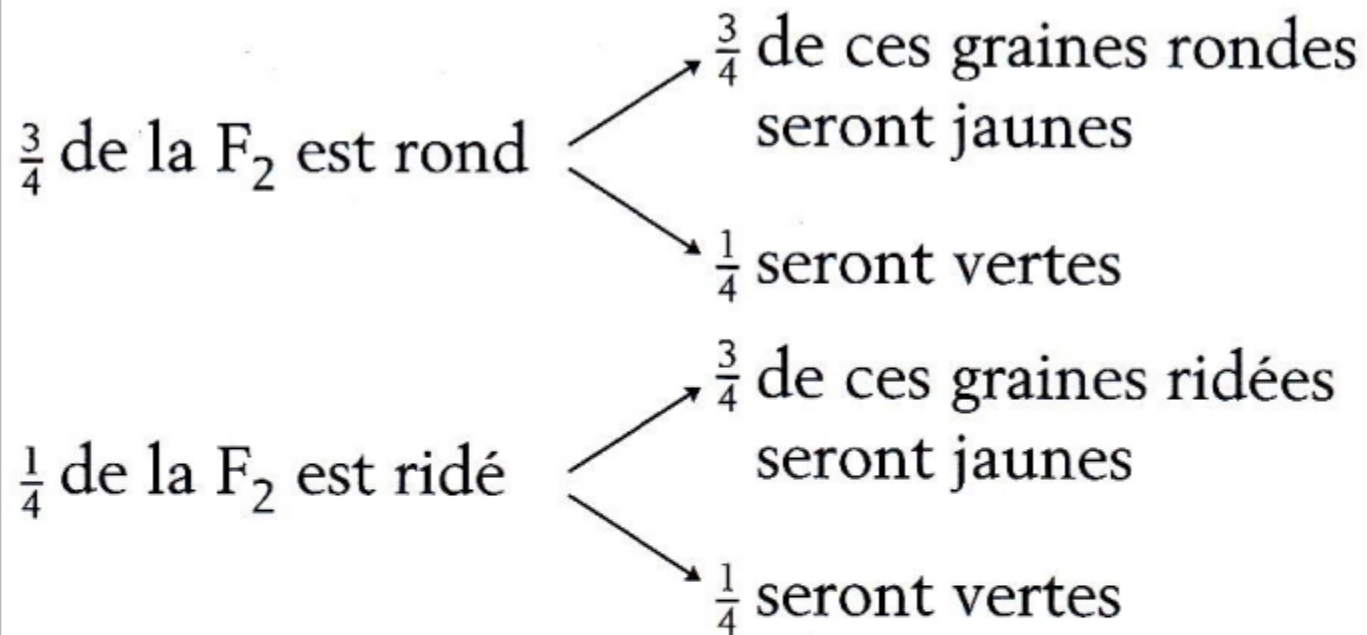 3/4 de ces graines rondes
seront jaunes
3/4 de la F₂ est rond
1/4 seront vertes
3/4 de ces graines ridées
seront jaunes
1/4 de la F₂ est ridé
1/4 seront vertes